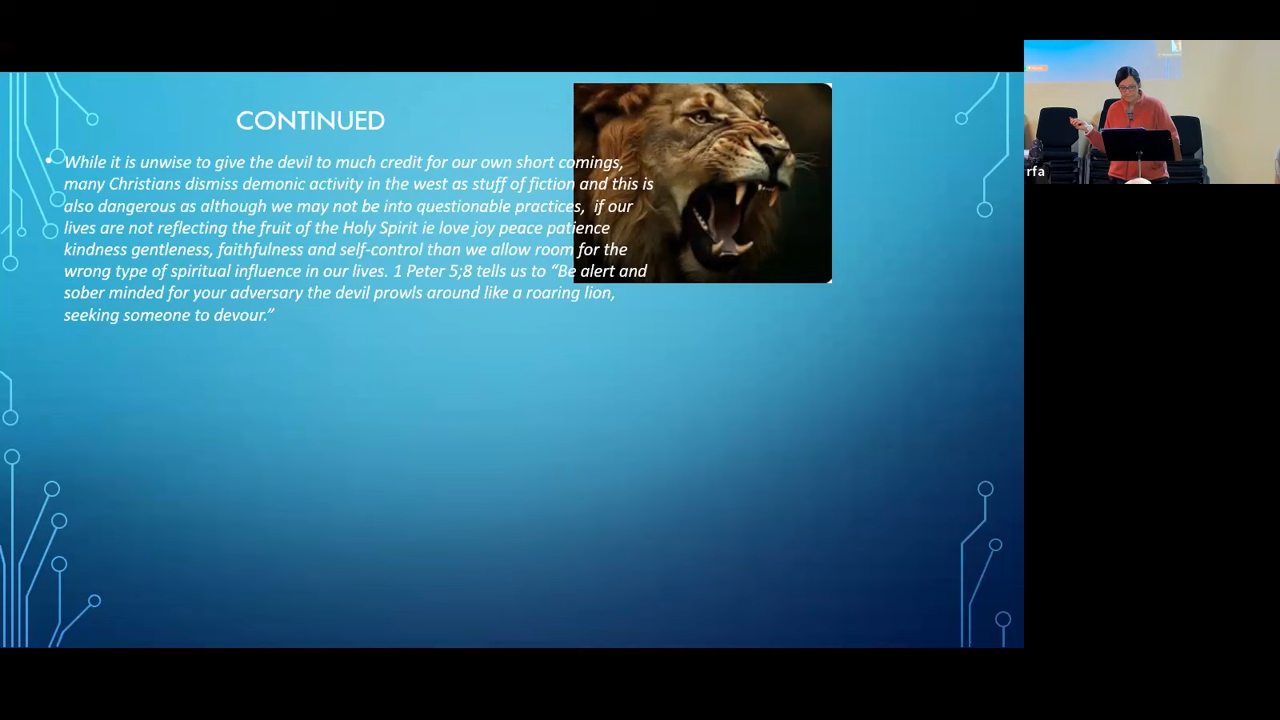 CONTINUED
• While it is unwise to give the devil to much credit for our own short comings,
many Christians dismiss demonic activity in the west as stuff of fiction and this is
also dangerous as although we may not be into questionable practices,  if our
lives are not reflecting the fruit of the Holy Spirit ie love joy peace patience
kindness gentleness, faithfulness and self-control than we allow room for the
wrong type of spiritual influence in our lives. 1 Peter 5;8 tells us to “Be alert and
sober minded for your adversary the devil prowls around like a roaring lion,
seeking someone to devour.”
rfa